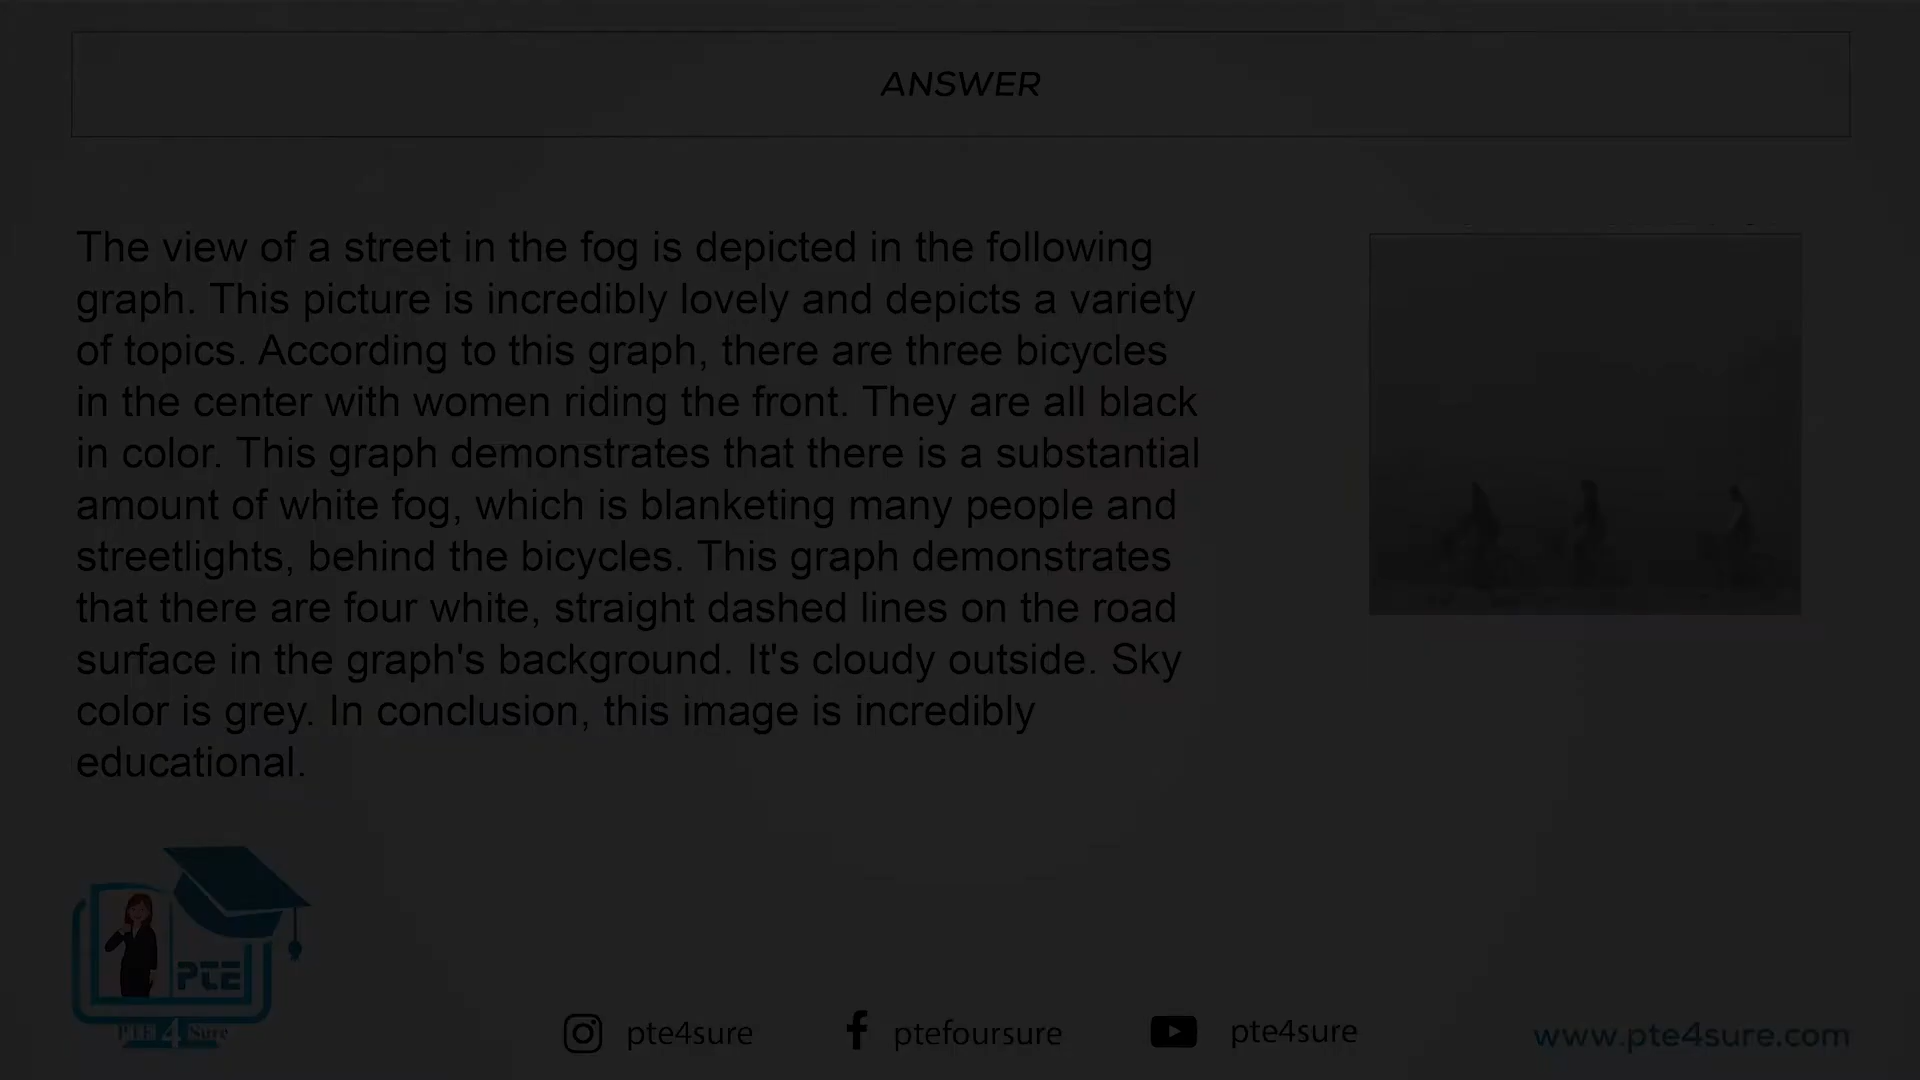 ANSWER
The view of a street in the fog is depicted in the following
graph. This picture is incredibly lovely and depicts a variety
of topics. According to this graph, there are three bicycles
in the center with women riding the front. They are all black
in color. This graph demonstrates that there is a substantial
amount of white fog, which is blanketing many people and
streetlights, behind the bicycles. This graph demonstrates
that there are four white, straight dashed lines on the road
surface in the graph's background. It's cloudy outside. Sky
color is grey. In conclusion, this image is incredibly
educational.
PTE
PTE 4 Sure
pte4sure
ptefoursure
pte4sure
www.pte4sure.com